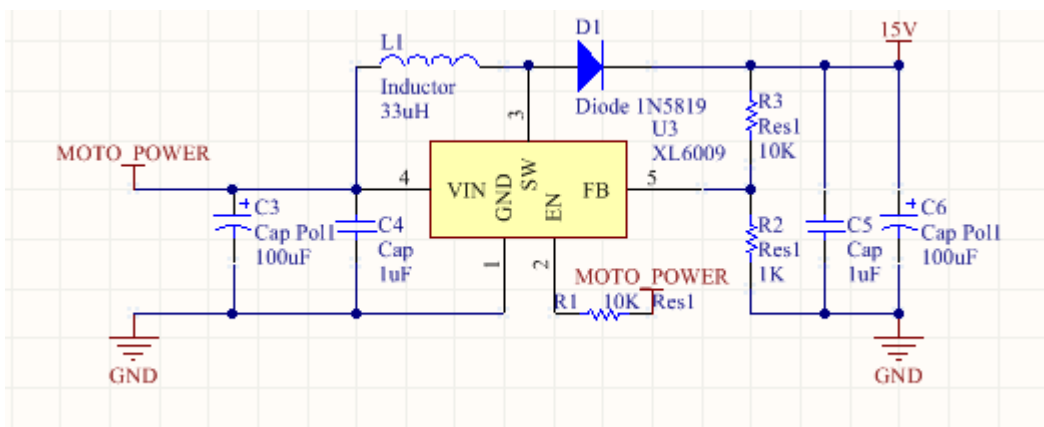 L1
Inductor
33uH
D1
Diode 1N5819
15V
U3
XL6009
R3
Res1
10K
MOTO_POWER
3
4
VIN
GND
SW
EN
FB
5
1
2
C3
Cap Pol1
100uF
C4
Cap
1uF
R2
Res1
1K
C5
Cap
1uF
C6
Cap Pol1
100uF
MOTO_POWER
R1 10K Res1
GND
GND